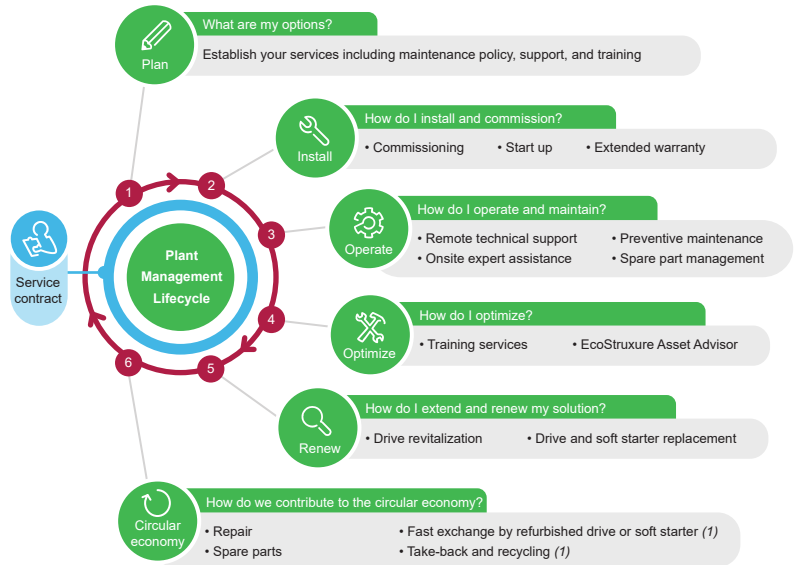 What are my options?
Plan
Establish your services including maintenance policy, support, and training
How do I install and commission?
Install
• Commissioning • Start up • Extended warranty
1
2
3
4
5
6
Plant
Management
Lifecycle
Service
contract
How do I operate and maintain?
Operate
• Remote technical support • Preventive maintenance
• Onsite expert assistance • Spare part management
How do I optimize?
Optimize
• Training services • EcoStruxure Asset Advisor
How do I extend and renew my solution?
Renew
• Drive revitalization • Drive and soft starter replacement
How do we contribute to the circular economy?
Circular
economy
• Repair • Fast exchange by refurbished drive or soft starter (1)
• Spare parts • Take-back and recycling (1)